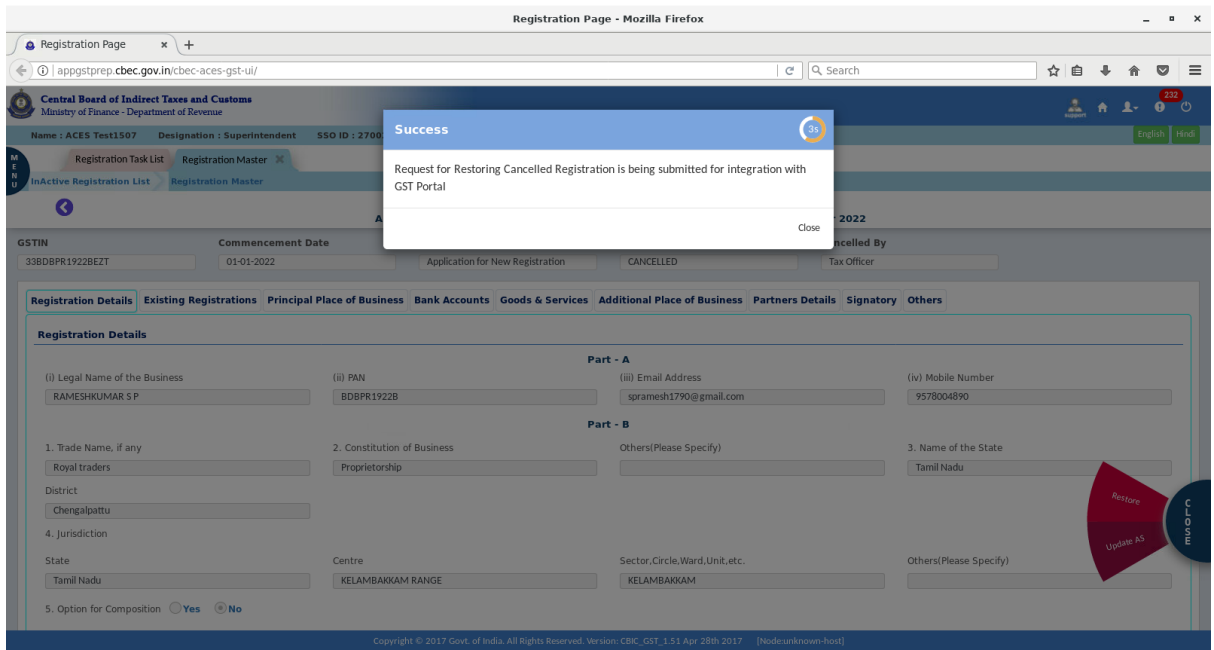 Registration Page - Mozilla Firefox
Registration Page
appgstprep.cbec.gov.in/cbec-aces-gst-ui/
Search
Central Board of Indirect Taxes and Customs
Ministry of Finance - Department of Revenue
support
232
Name : ACES Test1507 Designation : Superintendent SSO ID : 2700
English Hindi
MENU
Registration Task List Registration Master
InActive Registration List Registration Master
Success
3s
Request for Restoring Cancelled Registration is being submitted for integration with
GST Portal
Close
A 2022
GSTIN Commencement Date ncelled By
33BDBPR1922BEZT 01-01-2022 Application for New Registration CANCELLED Tax Officer
Registration Details Existing Registrations Principal Place of Business Bank Accounts Goods & Services Additional Place of Business Partners Details Signatory Others
Registration Details
Part - A
(i) Legal Name of the Business (ii) PAN (iii) Email Address (iv) Mobile Number
RAMESHKUMAR S P BDBPR1922B spramesh1790@gmail.com 9578004890
Part - B
1. Trade Name, if any 2. Constitution of Business Others(Please Specify) 3. Name of the State
Royal traders Proprietorship Tamil Nadu
District
Chengalpattu
Restore
Update AS
CLOSE
4. Jurisdiction
State Centre Sector,Circle,Ward,Unit,etc. Others(Please Specify)
Tamil Nadu KELAMBAKKAM RANGE KELAMBAKKAM
5. Option for Composition Yes No
Copyright © 2017 Govt. of India. All Rights Reserved. Version: CBIC_GST_1.51 Apr 28th 2017 [Node:unknown-host]